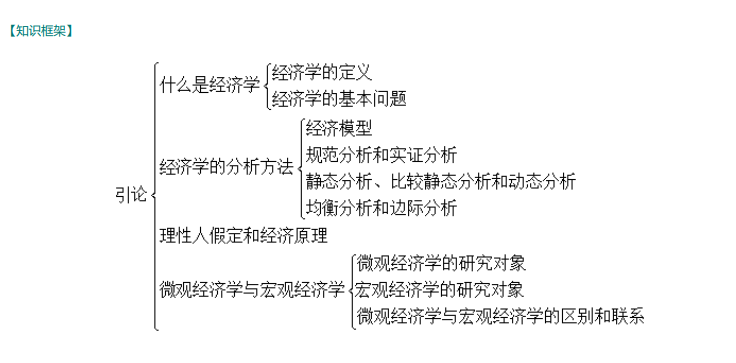 【知识框架】
什么是经济学
经济学的定义
经济学的基本问题
引论
经济学的分析方法
经济模型
规范分析和实证分析
静态分析、比较静态分析和动态分析
均衡分析和边际分析
理性人假定和经济原理
微观经济学与宏观经济学
微观经济学的研究对象
宏观经济学的研究对象
微观经济学与宏观经济学的区别和联系